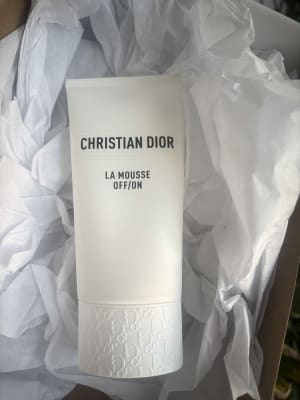 CHRISTIAN DIOR
LA MOUSSE
OFF/ON